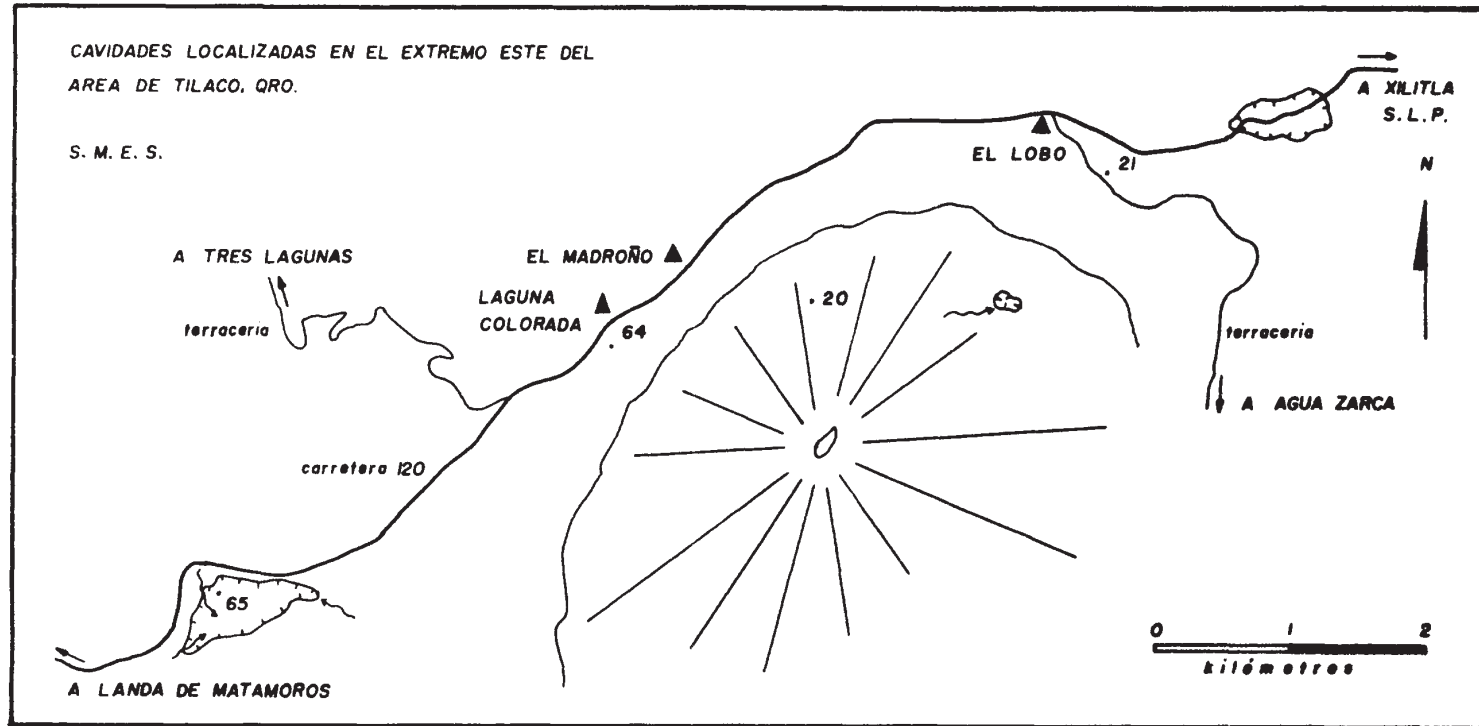 CAVIDADES LOCALIZADAS EN EL EXTREMO ESTE DEL
AREA DE TILACO, QRO.
S. M. E. S.
A XILITLA
S. L. P.
EL LOBO
21
N
A TRES LAGUNAS
EL MADROÑO
LAGUNA
COLORADA
20
64
terraceria
terraceria
A AGUA ZARCA
carretera 120
65
0 1 2
kilómetros
A LANDA DE MATAMOROS